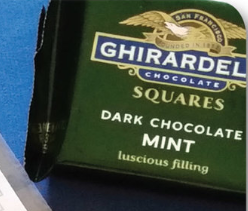 SAN FRANCISCO
GHIRARDEL
CHOCOLATE
SQUARES
DARK CHOCOLATE
MINT
luscious filling